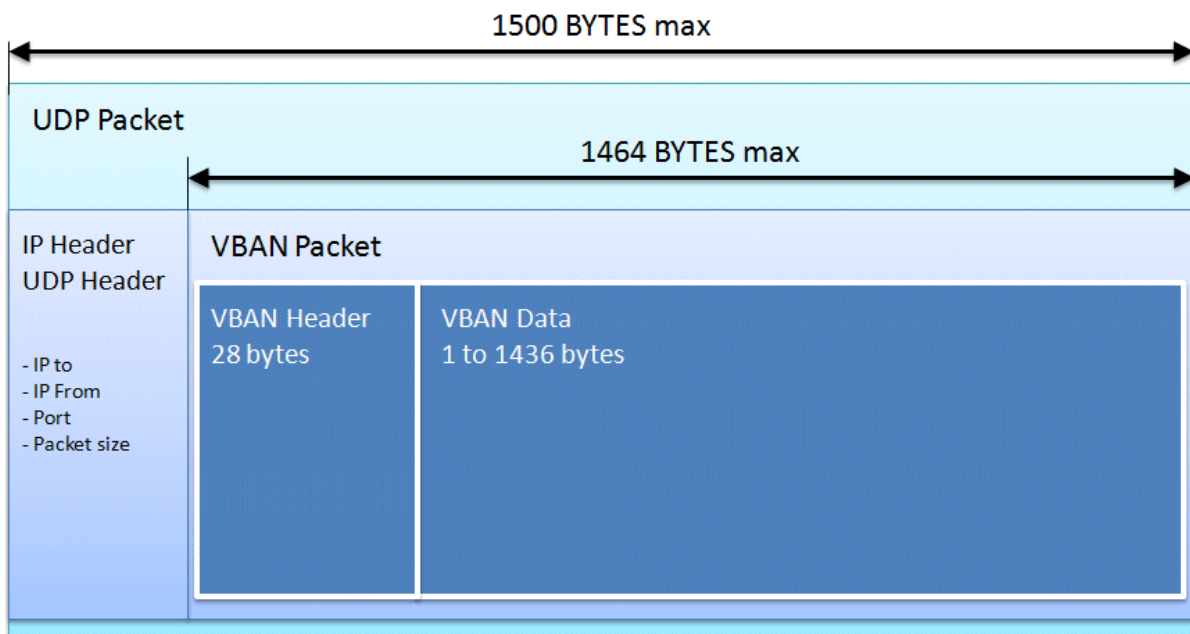 1500 BYTES max
UDP Packet
1464 BYTES max
IP Header
UDP Header
- IP to
- IP From
- Port
- Packet size
VBAN Packet
VBAN Header
28 bytes
VBAN Data
1 to 1436 bytes